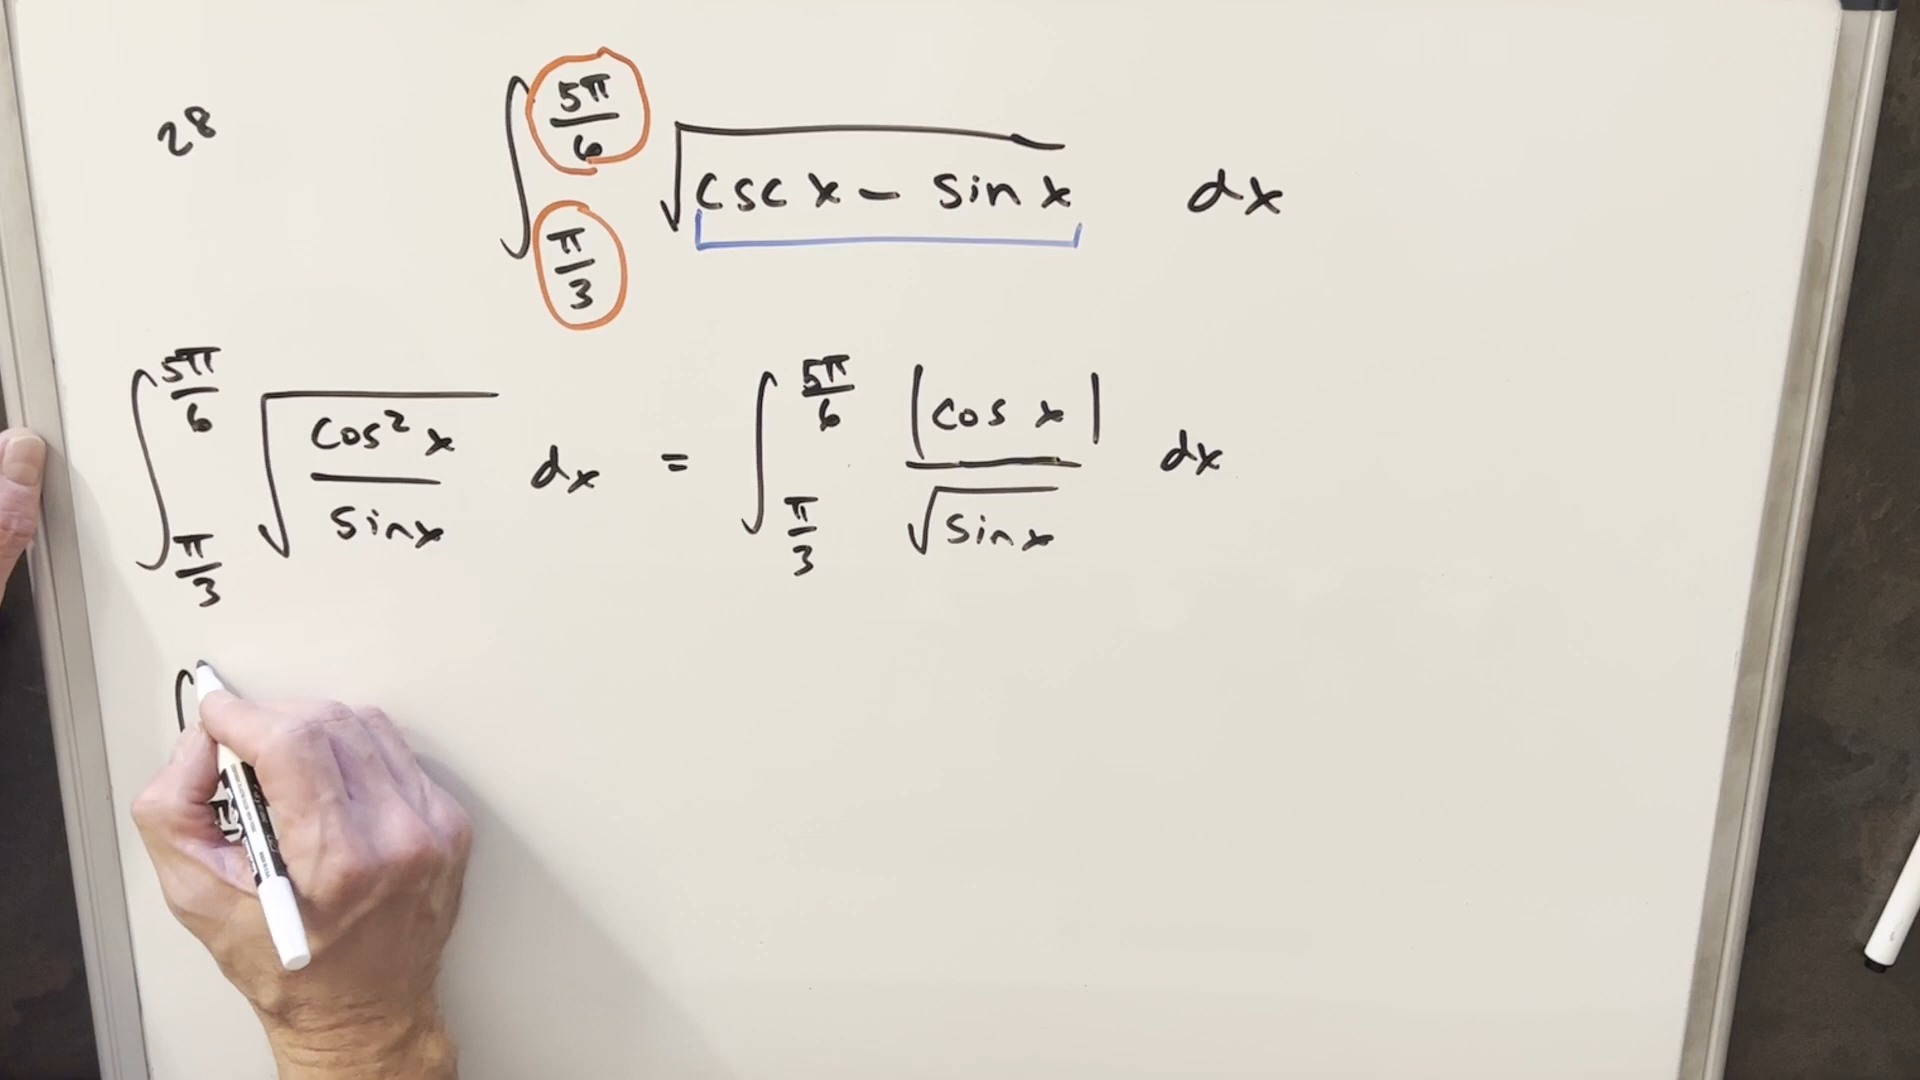 28 ∫_{π/3}^{5π/6} √(csc x − sin x) dx
∫_{π/3}^{5π/6} √(cos² x / sin x) dx = ∫_{π/3}^{5π/6} |cos x| / √(sin x) dx
∫